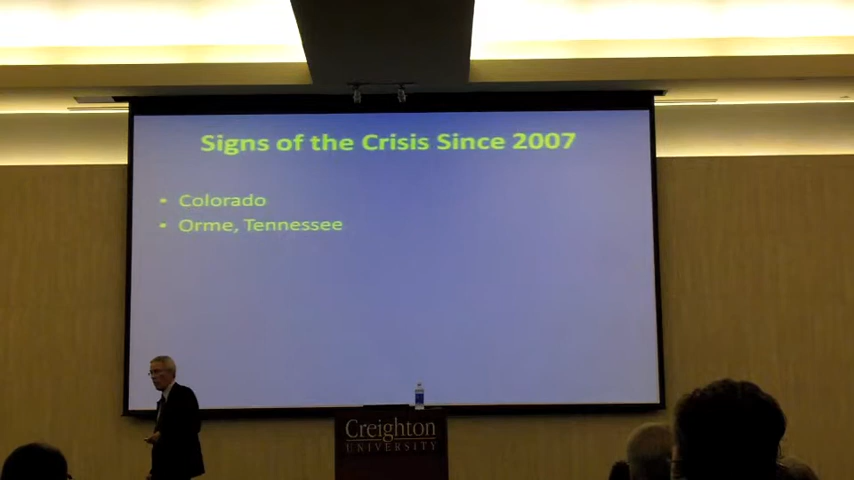 Signs of the Crisis Since 2007
• Colorado
• Orme, Tennessee
Creighton
UNIVERSITY